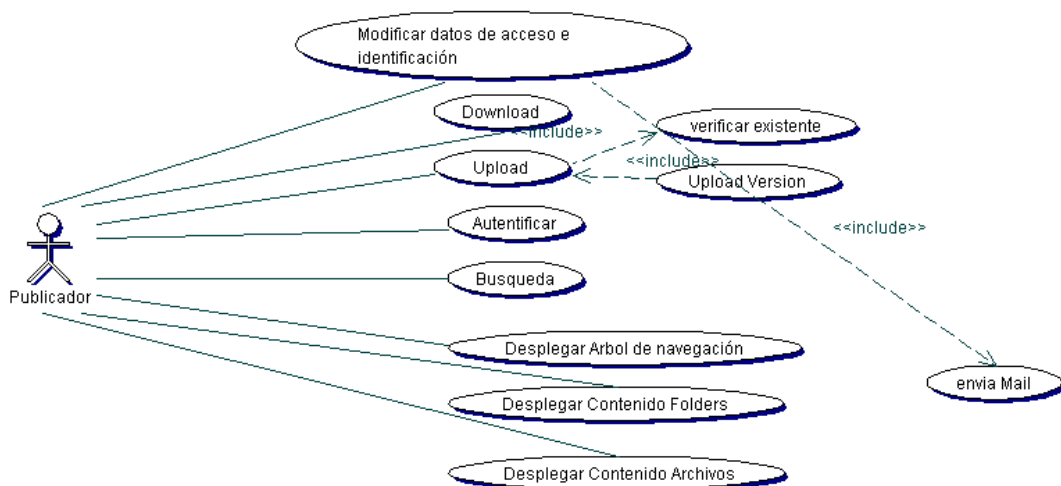 Modificar datos de acceso e
identificación
Download
<<include>>
verificar existente
Upload
<<include>>
Upload Version
Autentificar
<<include>>
Busqueda
Publicador
Desplegar Arbol de navegación
envia Mail
Desplegar Contenido Folders
Desplegar Contenido Archivos